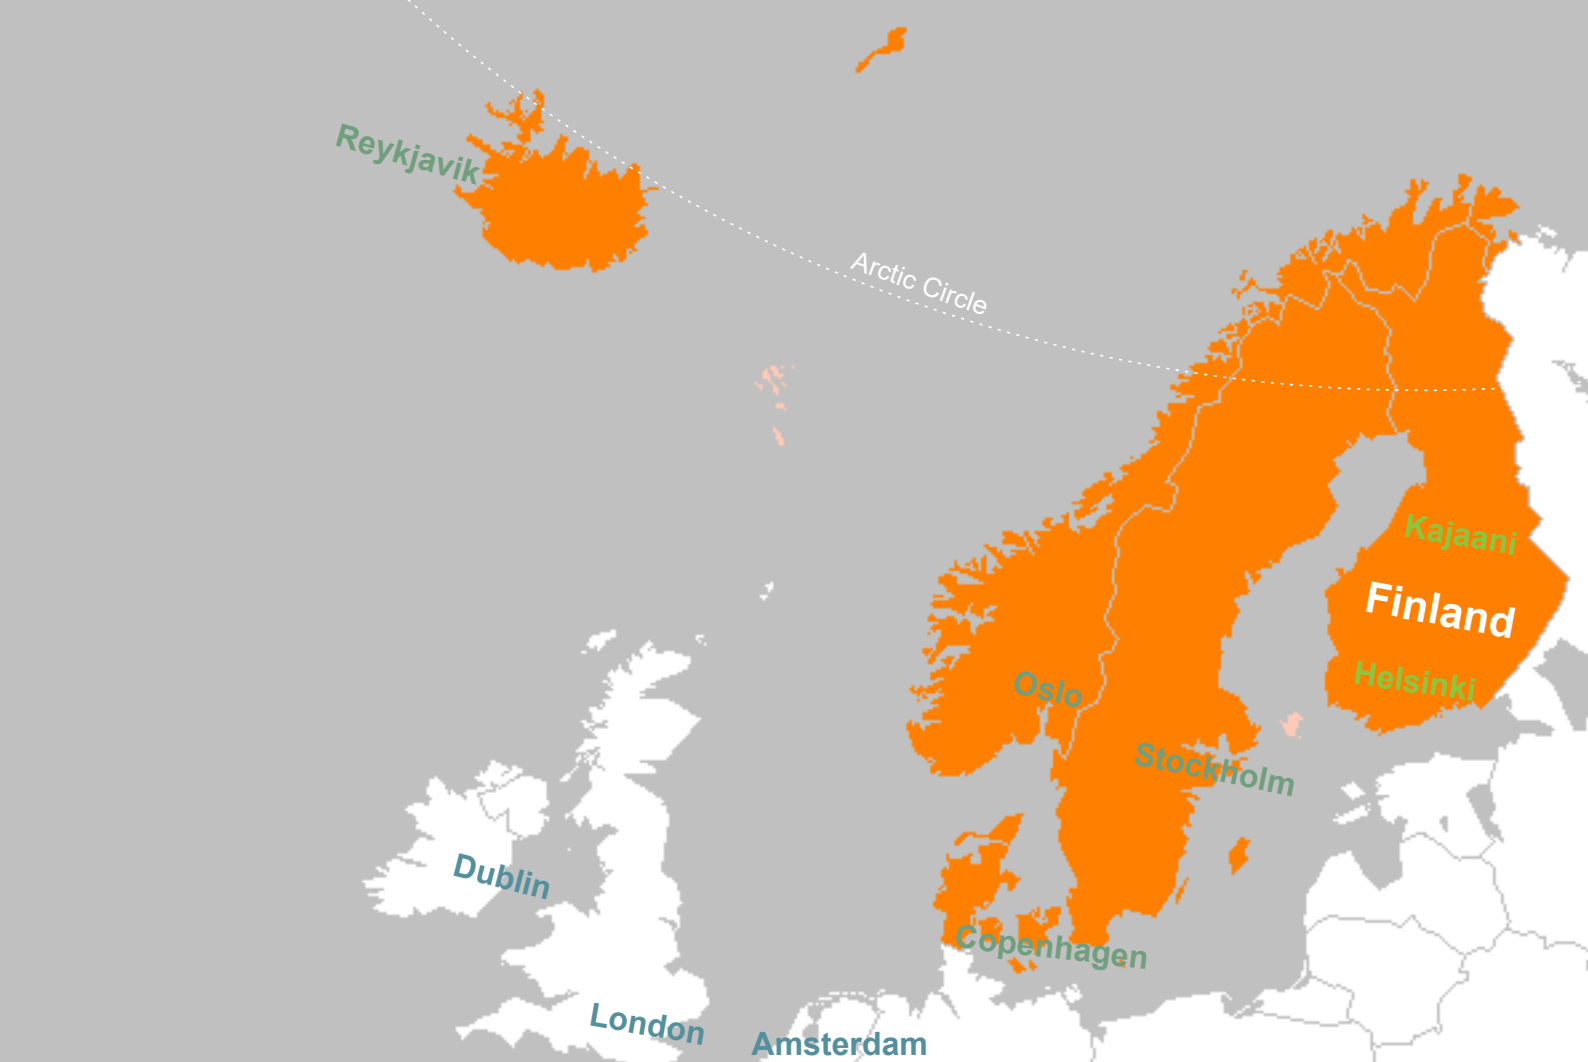 Reykjavik
Arctic Circle
Kajaani
Finland
Helsinki
Oslo
Stockholm
Dublin
Copenhagen
London
Amsterdam